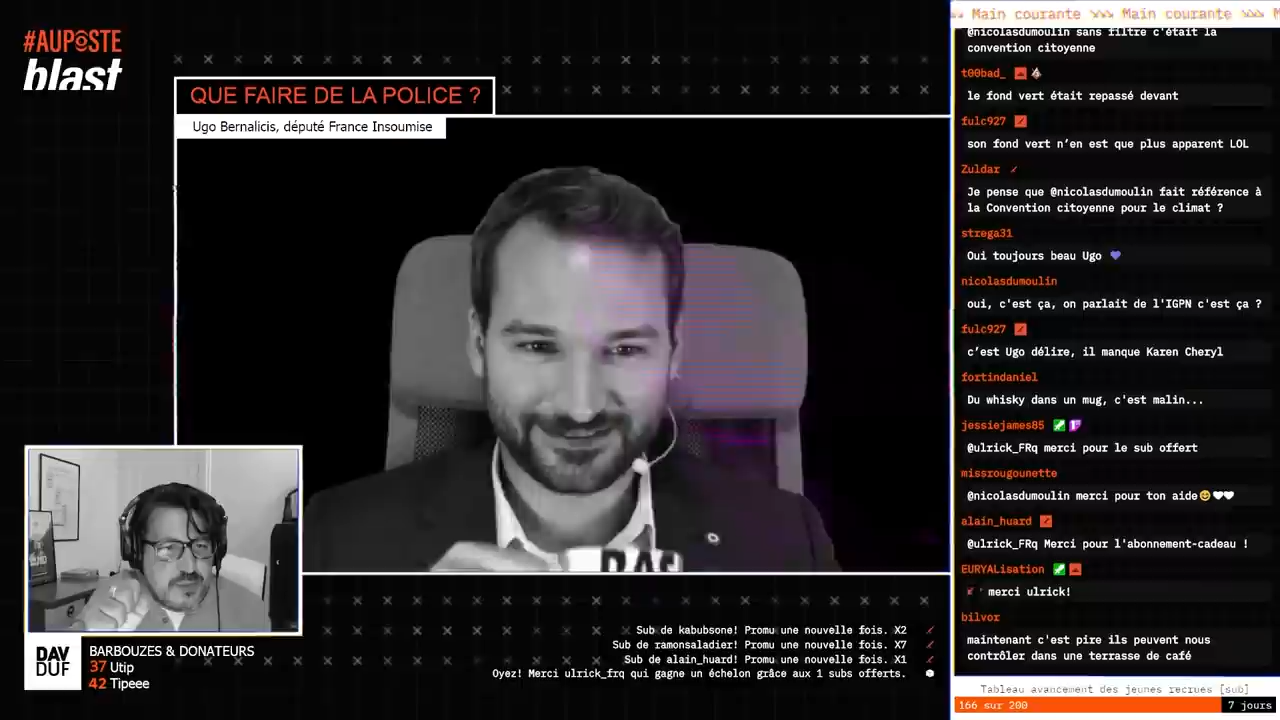 #AUPOSTE
blast
QUE FAIRE DE LA POLICE ?
Ugo Bernalicis, député France Insoumise
DAV
DUF
BARBOUZES & DONATEURS
37 Utip
42 Tipeee
Sub de kabubsone! Promu une nouvelle fois. X2
Sub de ramonsaladier! Promu une nouvelle fois. X7
Sub de alain_huard! Promu une nouvelle fois. X1
Oyez! Merci ulrick_frq qui gagne un échelon grâce aux 1 subs offerts.
Main courante Main courante
@nicolasdumoulin sans filtre c'était la
convention citoyenne
t00bad_
le fond vert était repassé devant
fulc927
son fond vert n’en est que plus apparent LOL
Zuldar
Je pense que @nicolasdumoulin fait référence à
la Convention citoyenne pour le climat ?
strega31
Oui toujours beau Ugo 💜
nicolasdumoulin
oui, c'est ça, on parlait de l'IGPN c'est ça ?
fulc927
c’est Ugo délire, il manque Karen Cheryl
fortindaniel
Du whisky dans un mug, c'est malin...
jessiejames85
@ulrick_FRq merci pour le sub offert
missrougounette
@nicolasdumoulin merci pour ton aide
alain_huard
@ulrick_FRq Merci pour l'abonnement-cadeau !
EURYALisation
merci ulrick!
bilvor
maintenant c'est pire ils peuvent nous
contrôler dans une terrasse de café
Tableau avancement des jeunes recrues [sub]
166 sur 200 7 jours